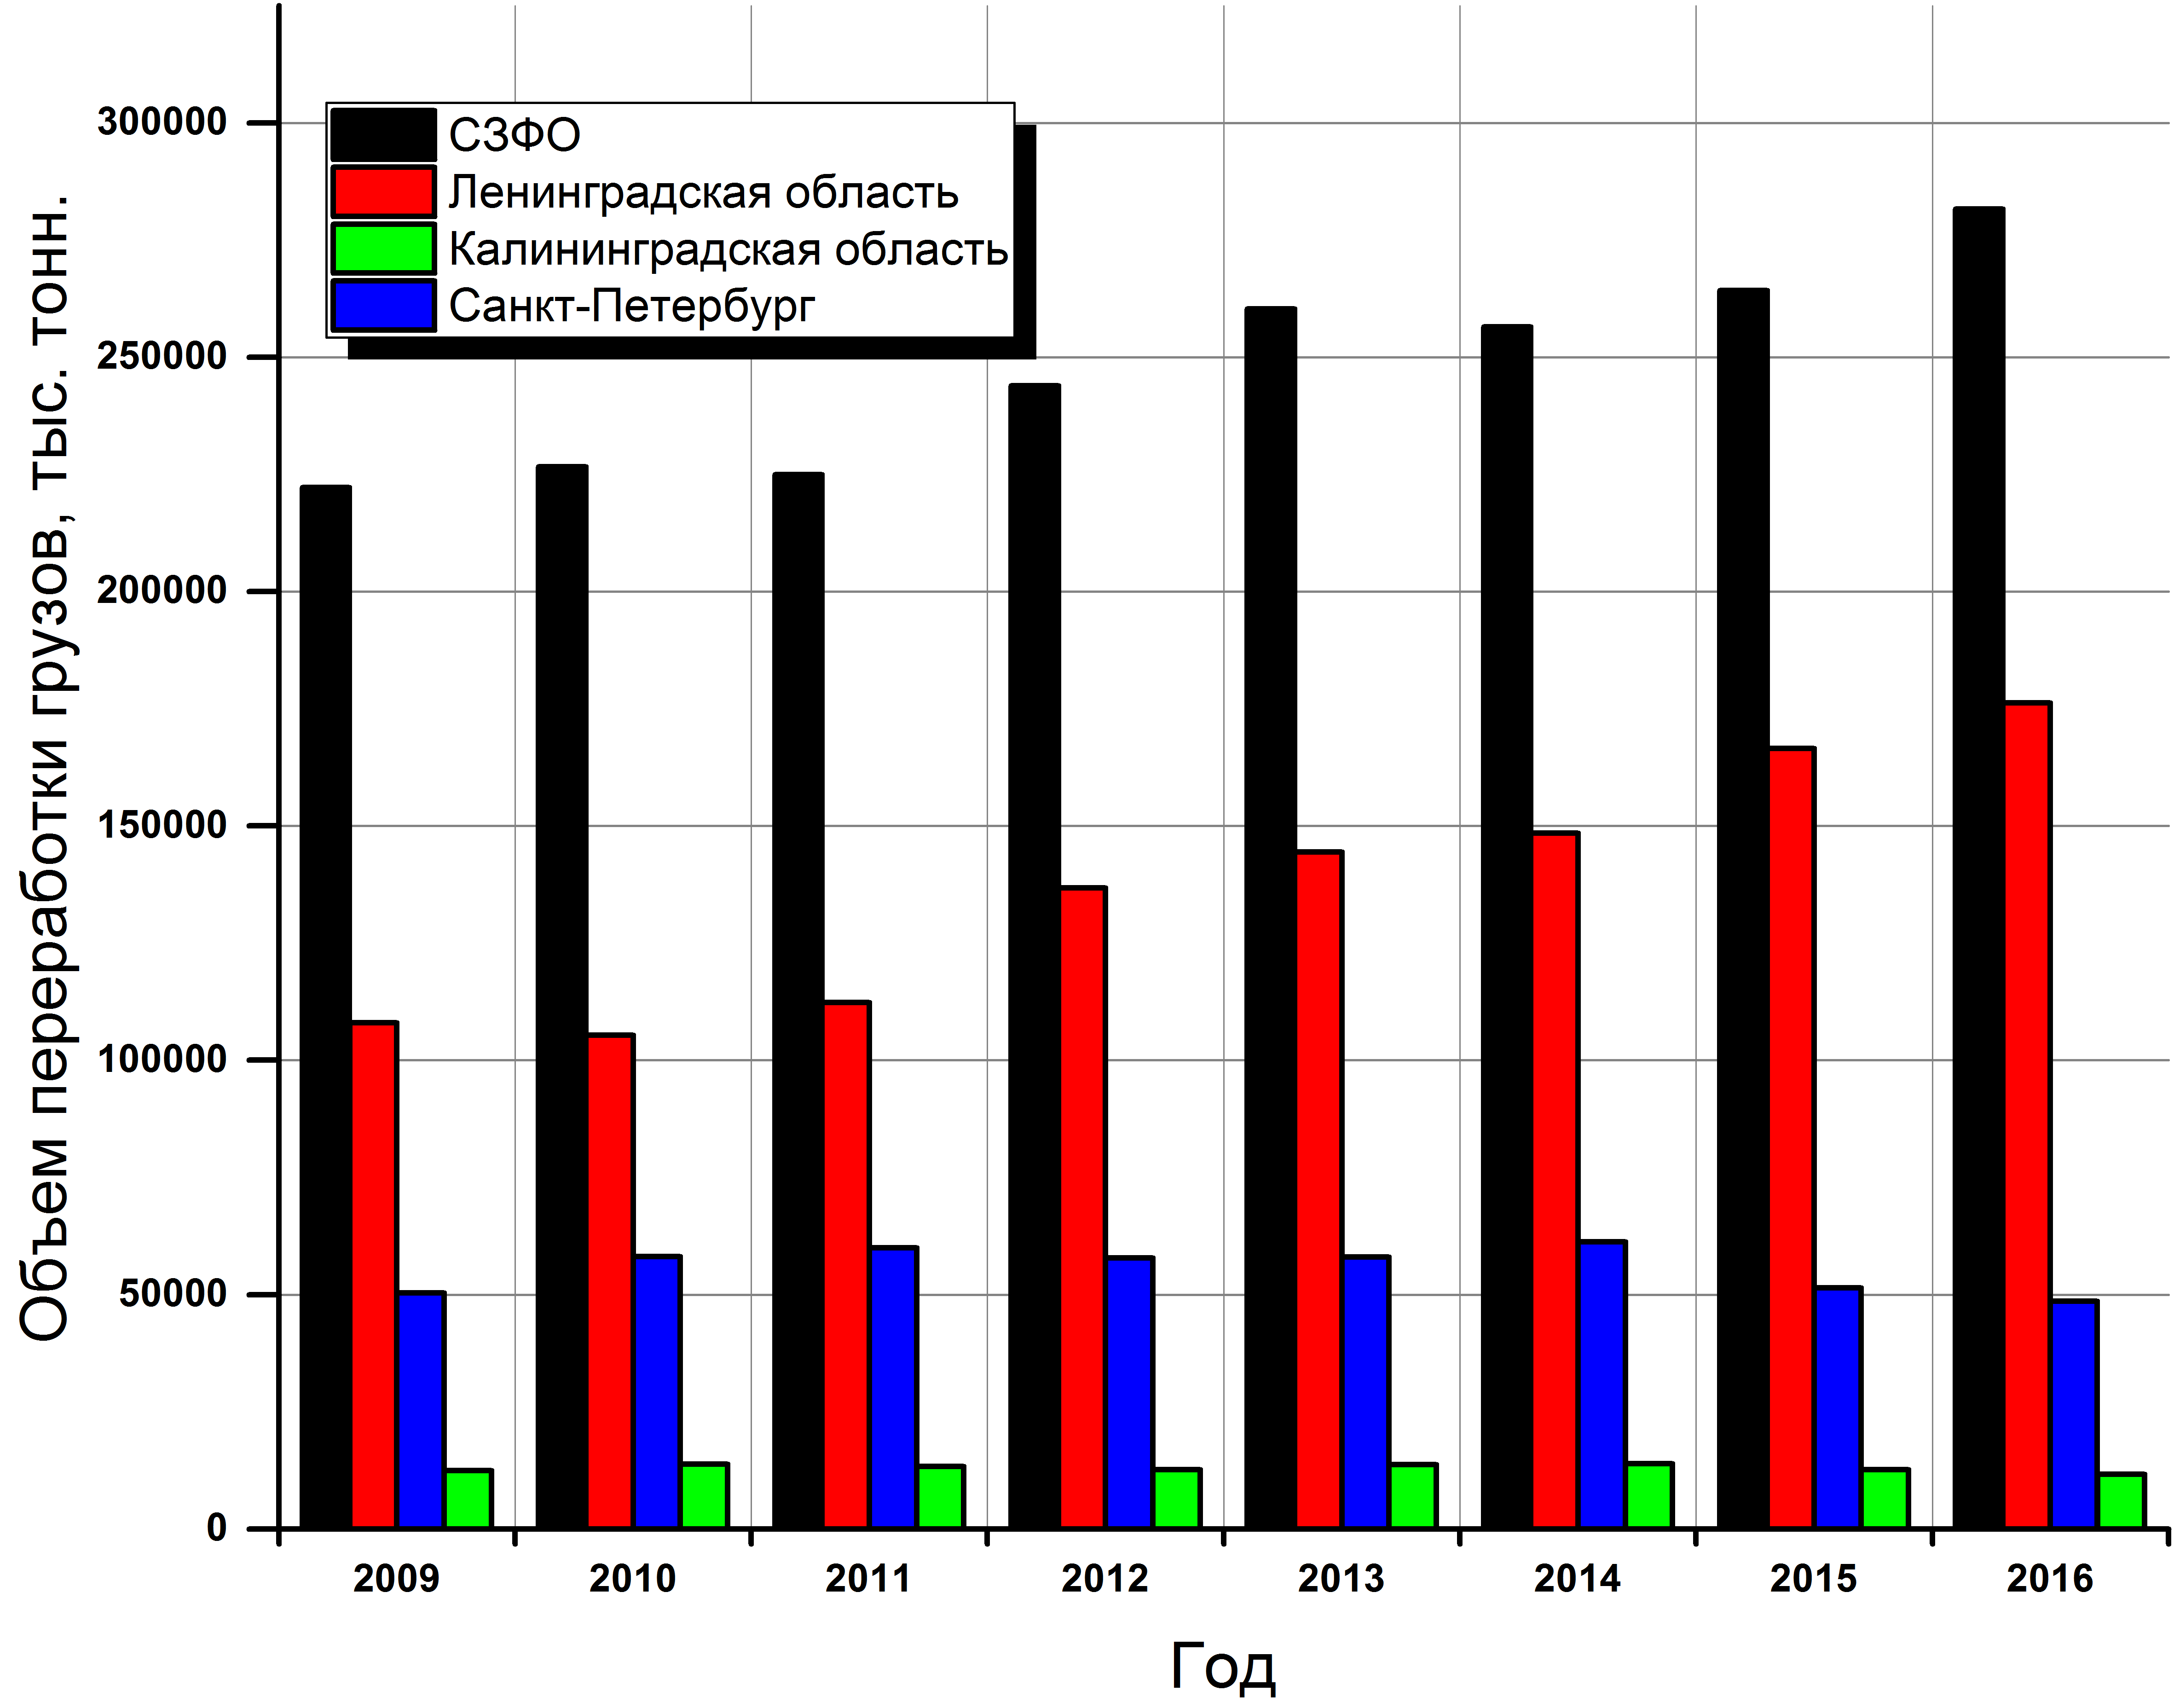 Объем переработки грузов, тыс. тонн.
300000
250000
200000
150000
100000
50000
0
СЗФО
Ленинградская область
Калининградская область
Санкт-Петербург
2009 2010 2011 2012 2013 2014 2015 2016
Год